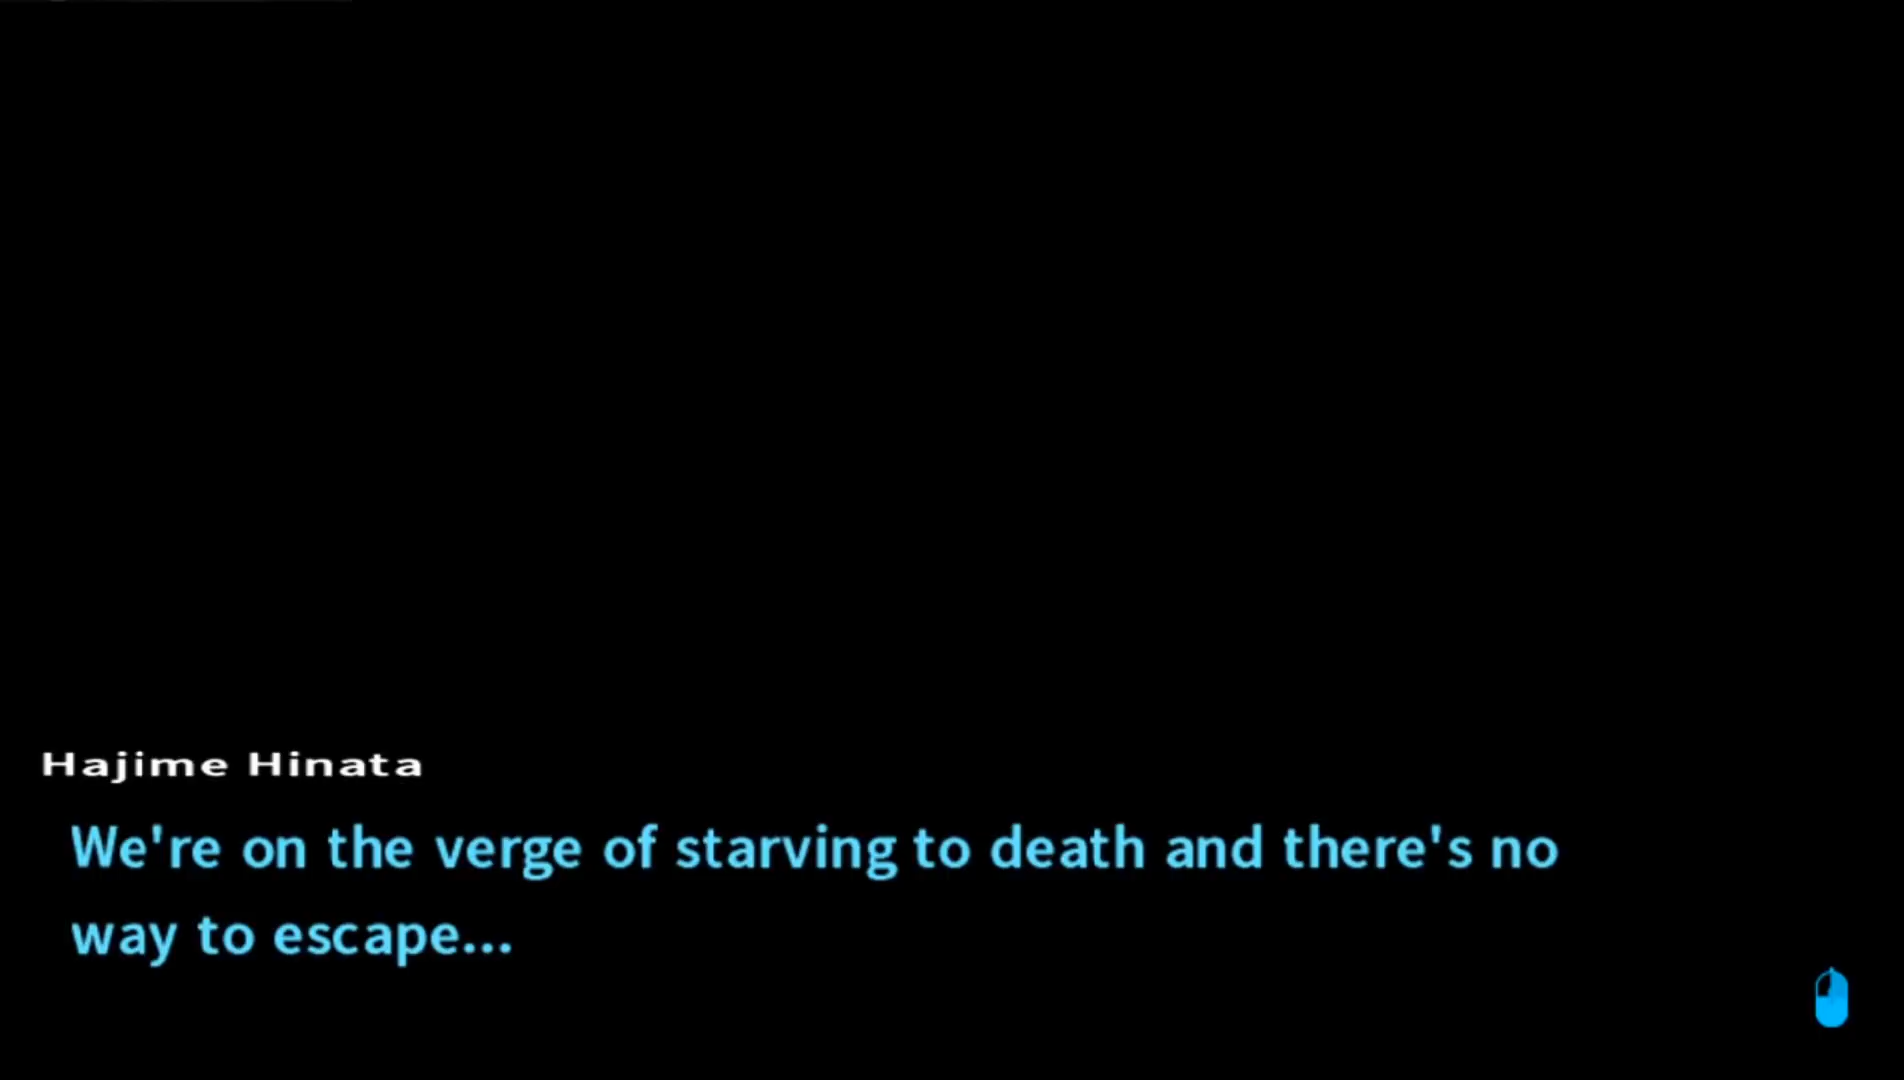 Hajime Hinata
We're on the verge of starving to death and there's no
way to escape...